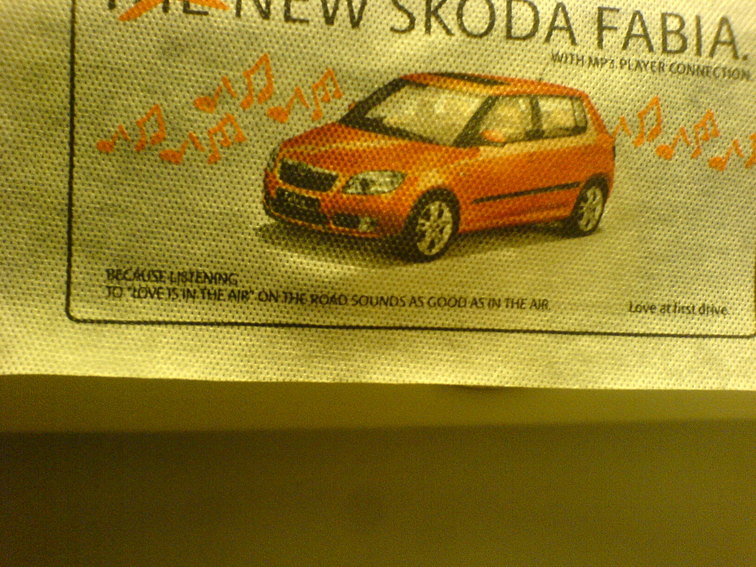 THE NEW SKODA FABIA.
WITH MP3 PLAYER CONNECTION
BECAUSE LISTENING
TO "LOVE IS IN THE AIR" ON THE ROAD SOUNDS AS GOOD AS IN THE AIR.
Love at first drive.